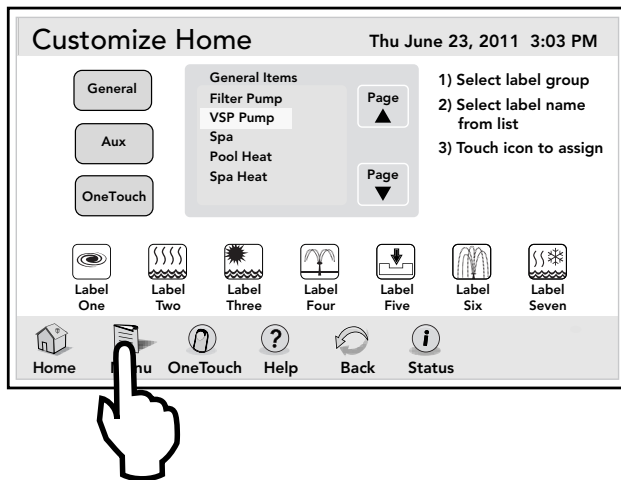 Customize Home
Thu June 23, 2011 3:03 PM
General
Aux
OneTouch
General Items
Filter Pump
VSP Pump
Spa
Pool Heat
Spa Heat
Page
Page
1) Select label group
2) Select label name
from list
3) Touch icon to assign
Label
One
Label
Two
Label
Three
Label
Four
Label
Five
Label
Six
Label
Seven
?
i
Home
OneTouch
Help
Back
Status